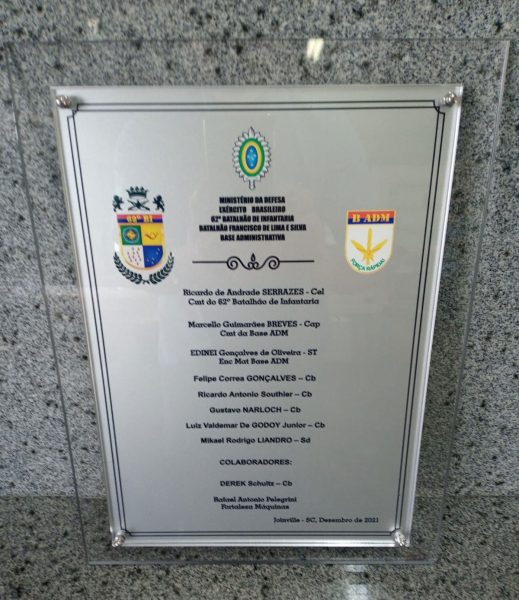 MINISTÉRIO DA DEFESA
EXÉRCITO BRASILEIRO
62º BATALHÃO DE INFANTARIA
BATALHÃO FRANCISCO DE LIMA E SILVA
BASE ADMINISTRATIVA
62º BI
B ADM
FORÇA RÁPIDA!
Ricardo de Andrade SERRAZES - Cel
Cmt do 62º Batalhão de Infantaria
Marcello Guimarães BREVES - Cap
Cmt da Base ADM
EDINEI Gonçalves de Oliveira - ST
Enc Mat Base ADM
Felipe Correa GONÇALVES – Cb
Ricardo Antonio Southier – Cb
Gustavo NARLOCH – Cb
Luiz Valdemar De GODOY Junior – Cb
Mikael Rodrigo LIANDRO – Sd
COLABORADORES:
DEREK Schultz – Cb
Rafael Antonio Pelegrini
Fortaleza Máquinas
Joinville - SC, Dezembro de 2021